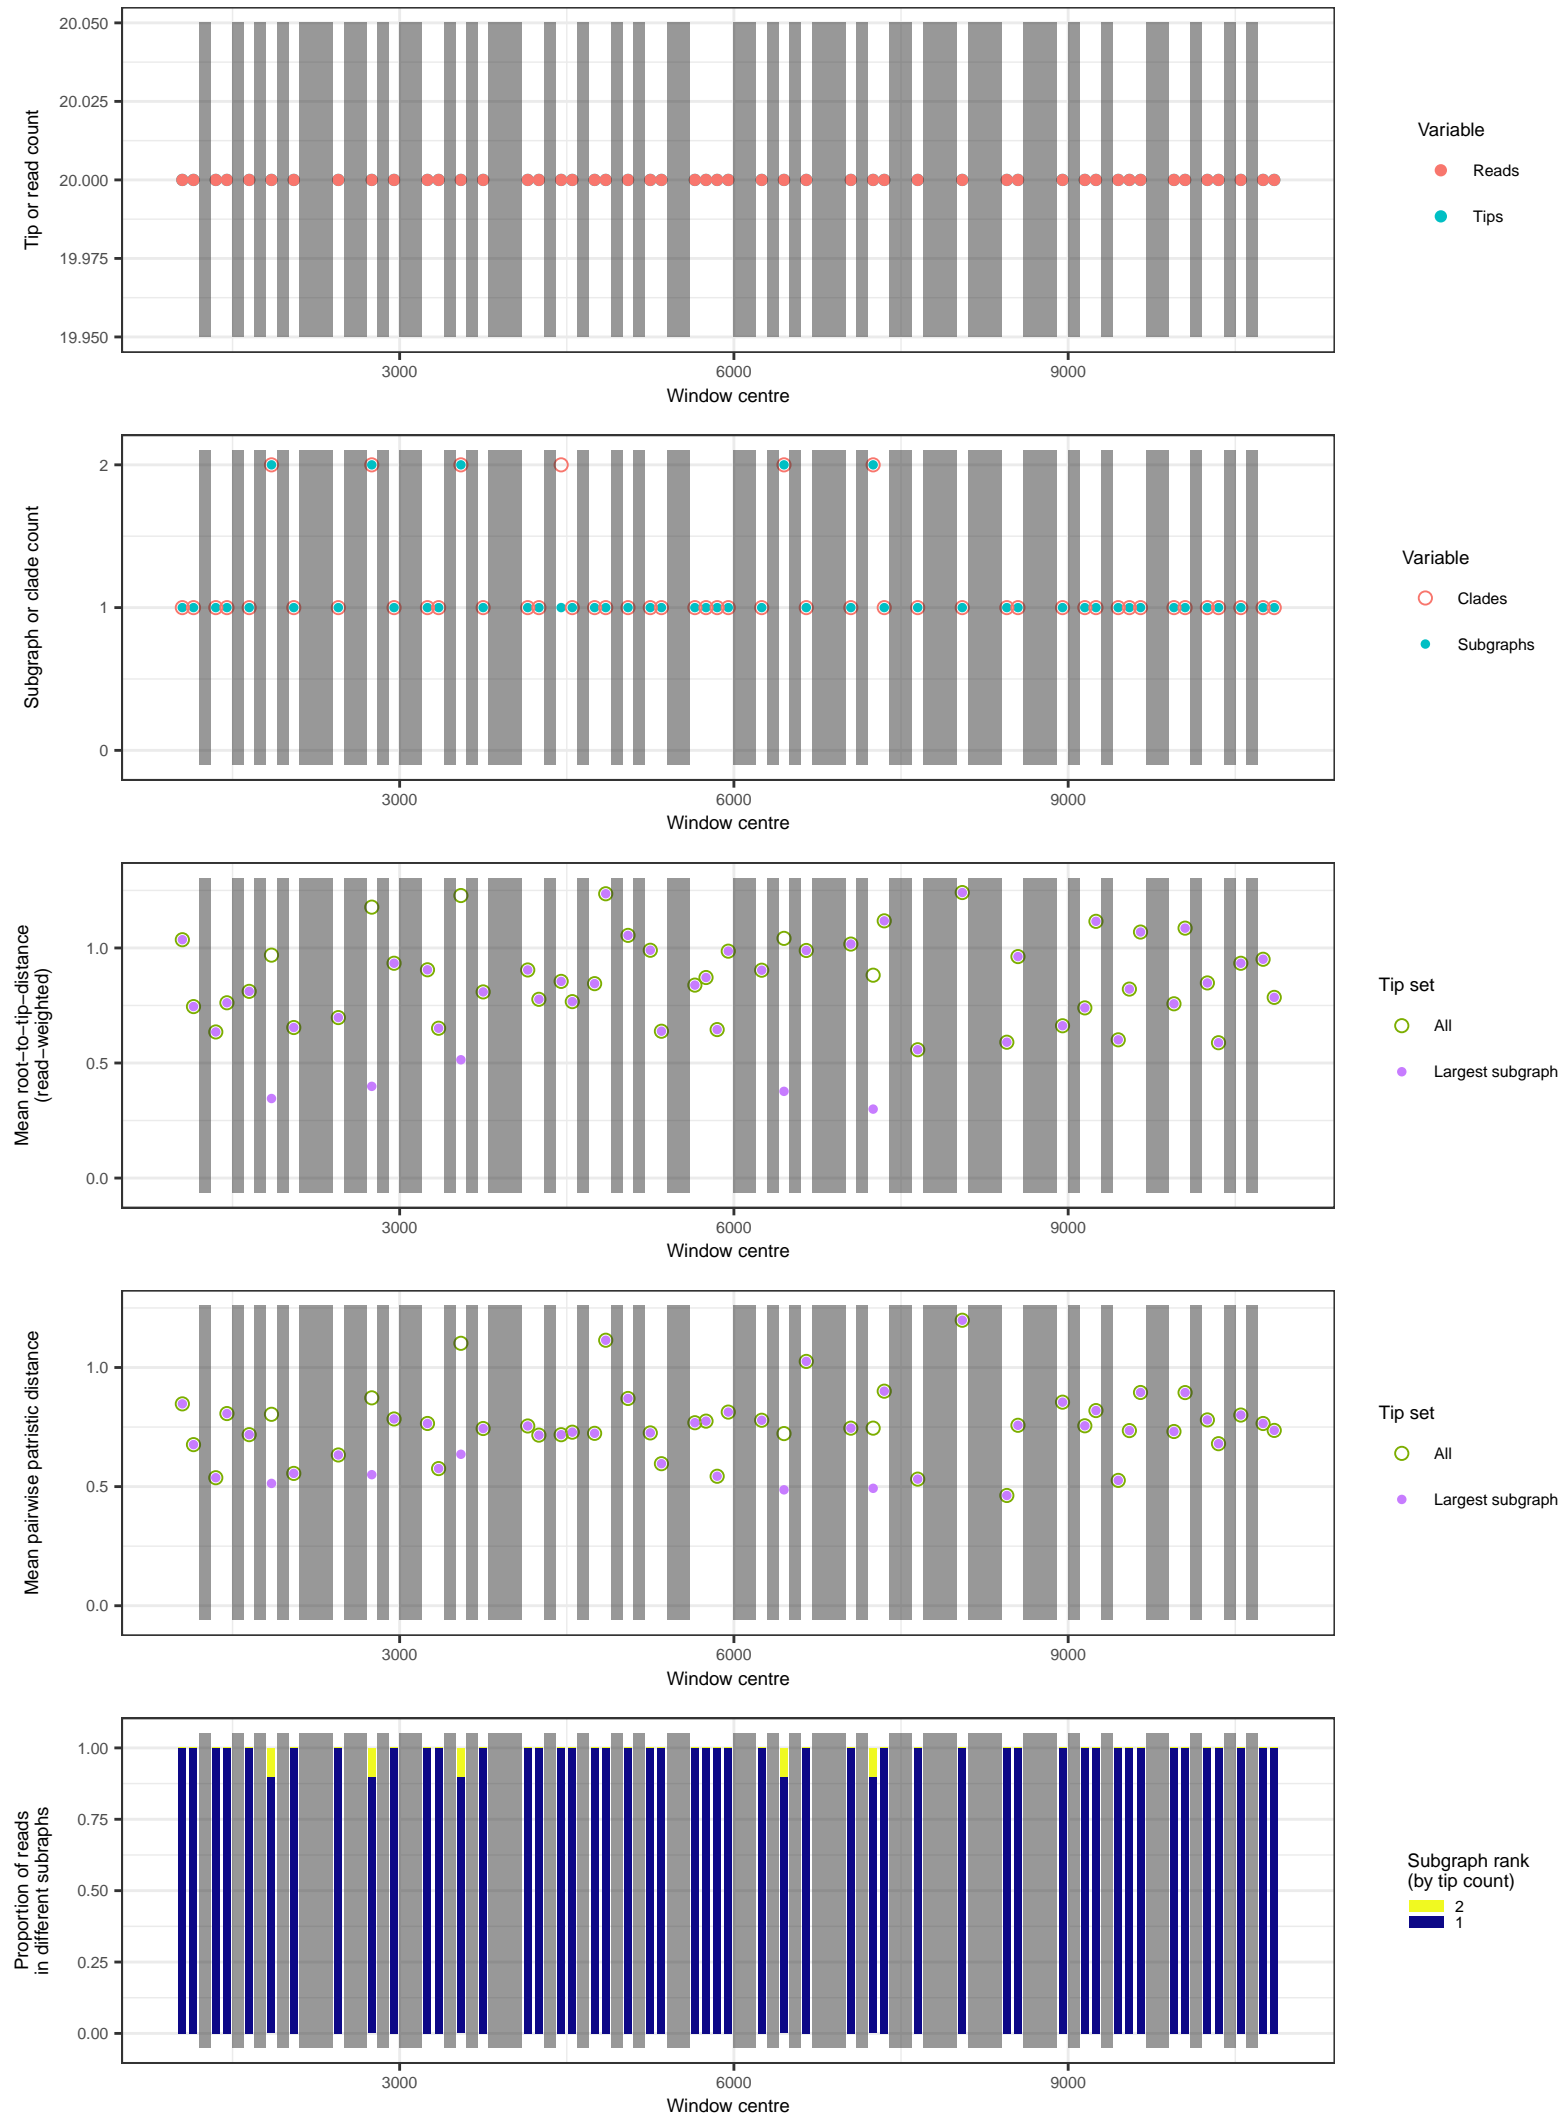 20.050
20.025
20.000
19.975
19.950
Tip or read count
3000
6000
9000
Window centre
Variable
Reads
Tips
2
1
0
Subgraph or clade count
3000
6000
9000
Window centre
Variable
Clades
Subgraphs
1.0
0.5
0.0
Mean root−to−tip−distance
(read−weighted)
3000
6000
9000
Window centre
Tip set
All
Largest subgraph
1.0
0.5
0.0
Mean pairwise patristic distance
3000
6000
9000
Window centre
Tip set
All
Largest subgraph
1.00
0.75
0.50
0.25
0.00
Proportion of reads
in different subraphs
3000
6000
9000
Window centre
Subgraph rank
(by tip count)
2
1